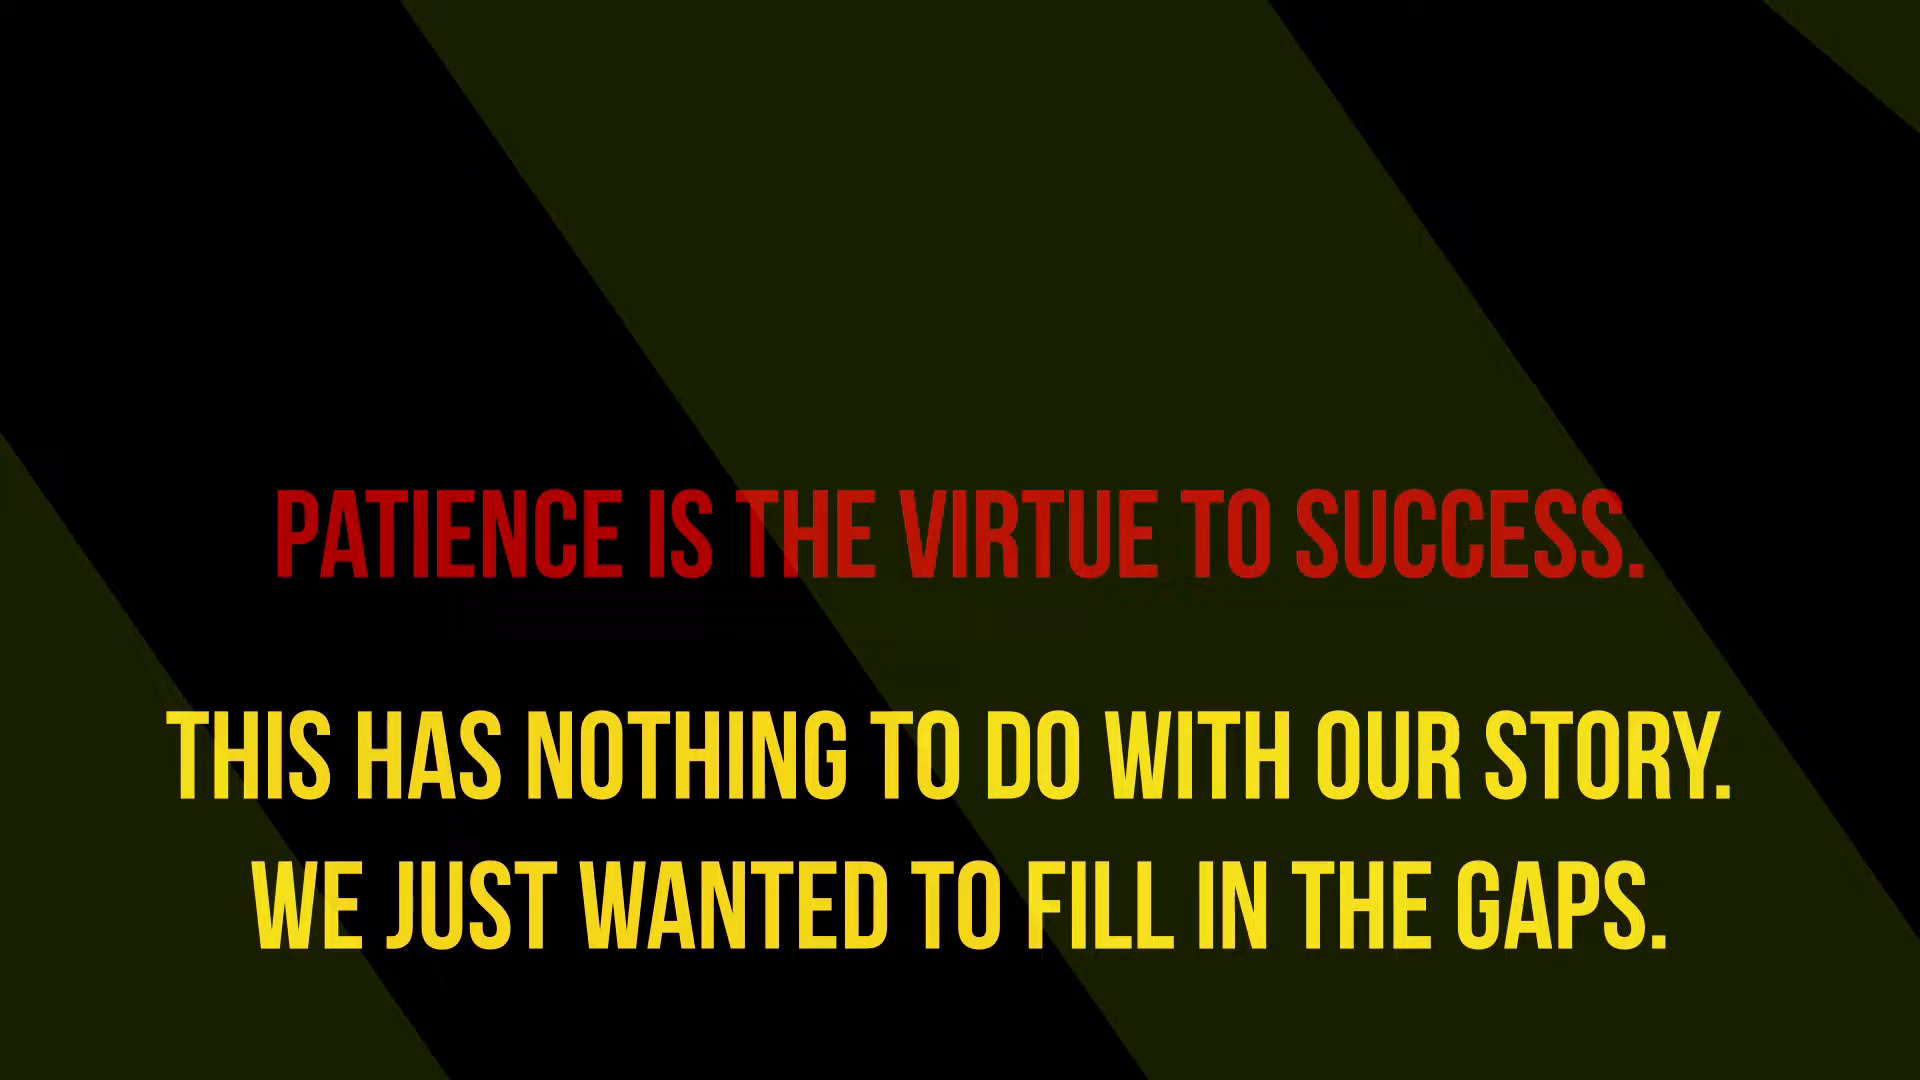 PATIENCE IS THE VIRTUE TO SUCCESS.
THIS HAS NOTHING TO DO WITH OUR STORY.
WE JUST WANTED TO FILL IN THE GAPS.